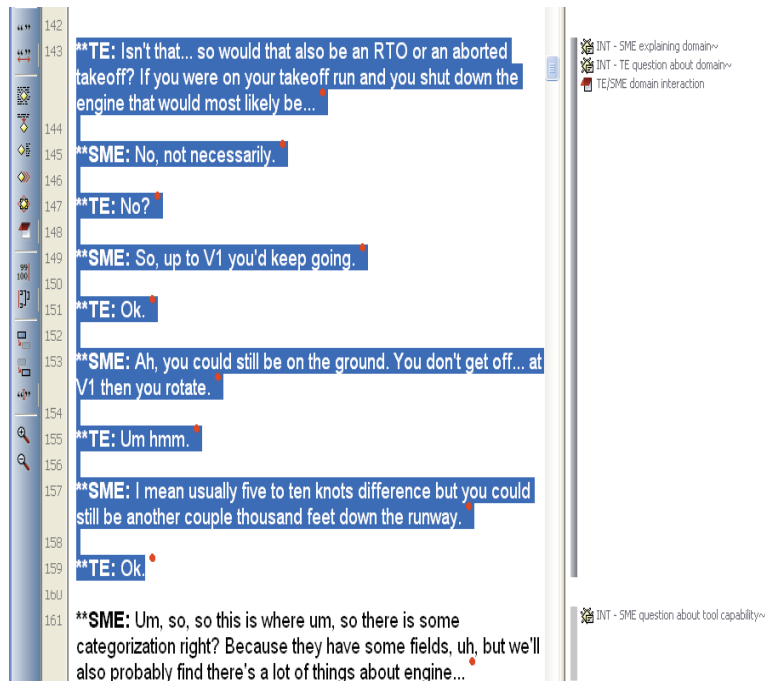 142
143 **TE: Isn't that... so would that also be an RTO or an aborted
takeoff? If you were on your takeoff run and you shut down the
engine that would most likely be...
144
145 **SME: No, not necessarily.
146
147 **TE: No?
148
149 **SME: So, up to V1 you'd keep going.
150
151 **TE: Ok.
152
153 **SME: Ah, you could still be on the ground. You don't get off... at
V1 then you rotate.
154
155 **TE: Um hmm.
156
157 **SME: I mean usually five to ten knots difference but you could
still be another couple thousand feet down the runway.
158
159 **TE: Ok.
160
161 **SME: Um, so, so this is where um, so there is some
categorization right? Because they have some fields, uh, but we'll
also probably find there's a lot of things about engine...
INT - SME explaining domain~
INT - TE question about domain~
TE/SME domain interaction
INT - SME question about tool capability~